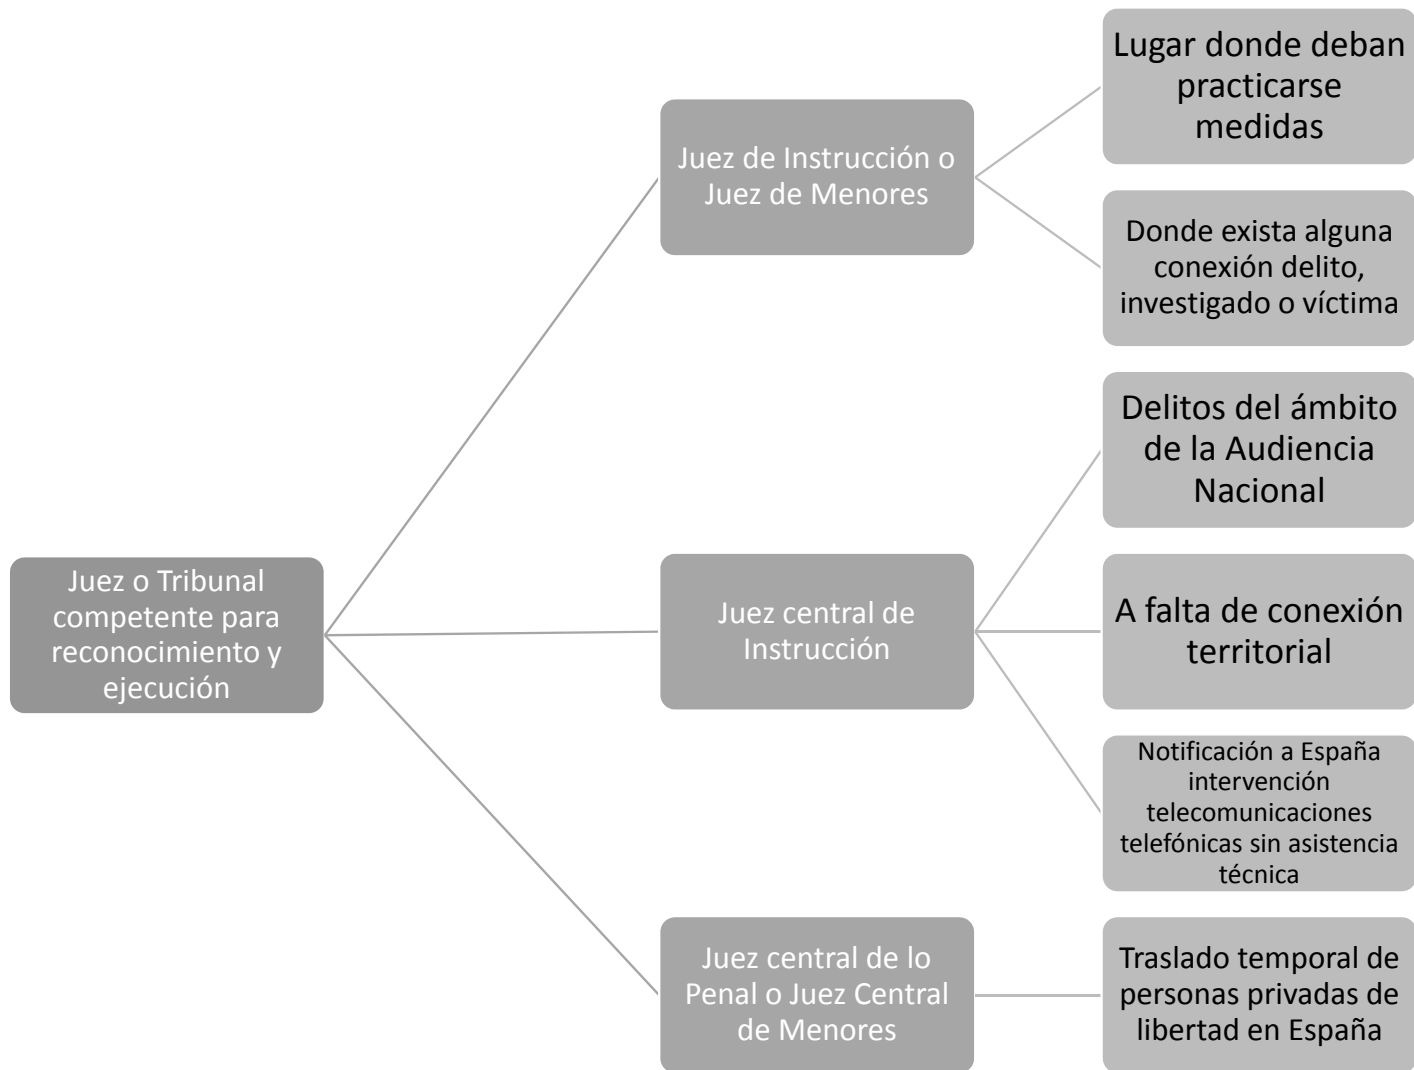 Juez o Tribunal
competente para
reconocimiento y
ejecución
Juez de Instrucción o
Juez de Menores
Lugar donde deban
practicarse
medidas
Donde exista alguna
conexión delito,
investigado o víctima
Juez central de
Instrucción
Delitos del ámbito
de la Audiencia
Nacional
A falta de conexión
territorial
Notificación a España
intervención
telecomunicaciones
telefónicas sin asistencia
técnica
Juez central de lo
Penal o Juez Central
de Menores
Traslado temporal de
personas privadas de
libertad en España